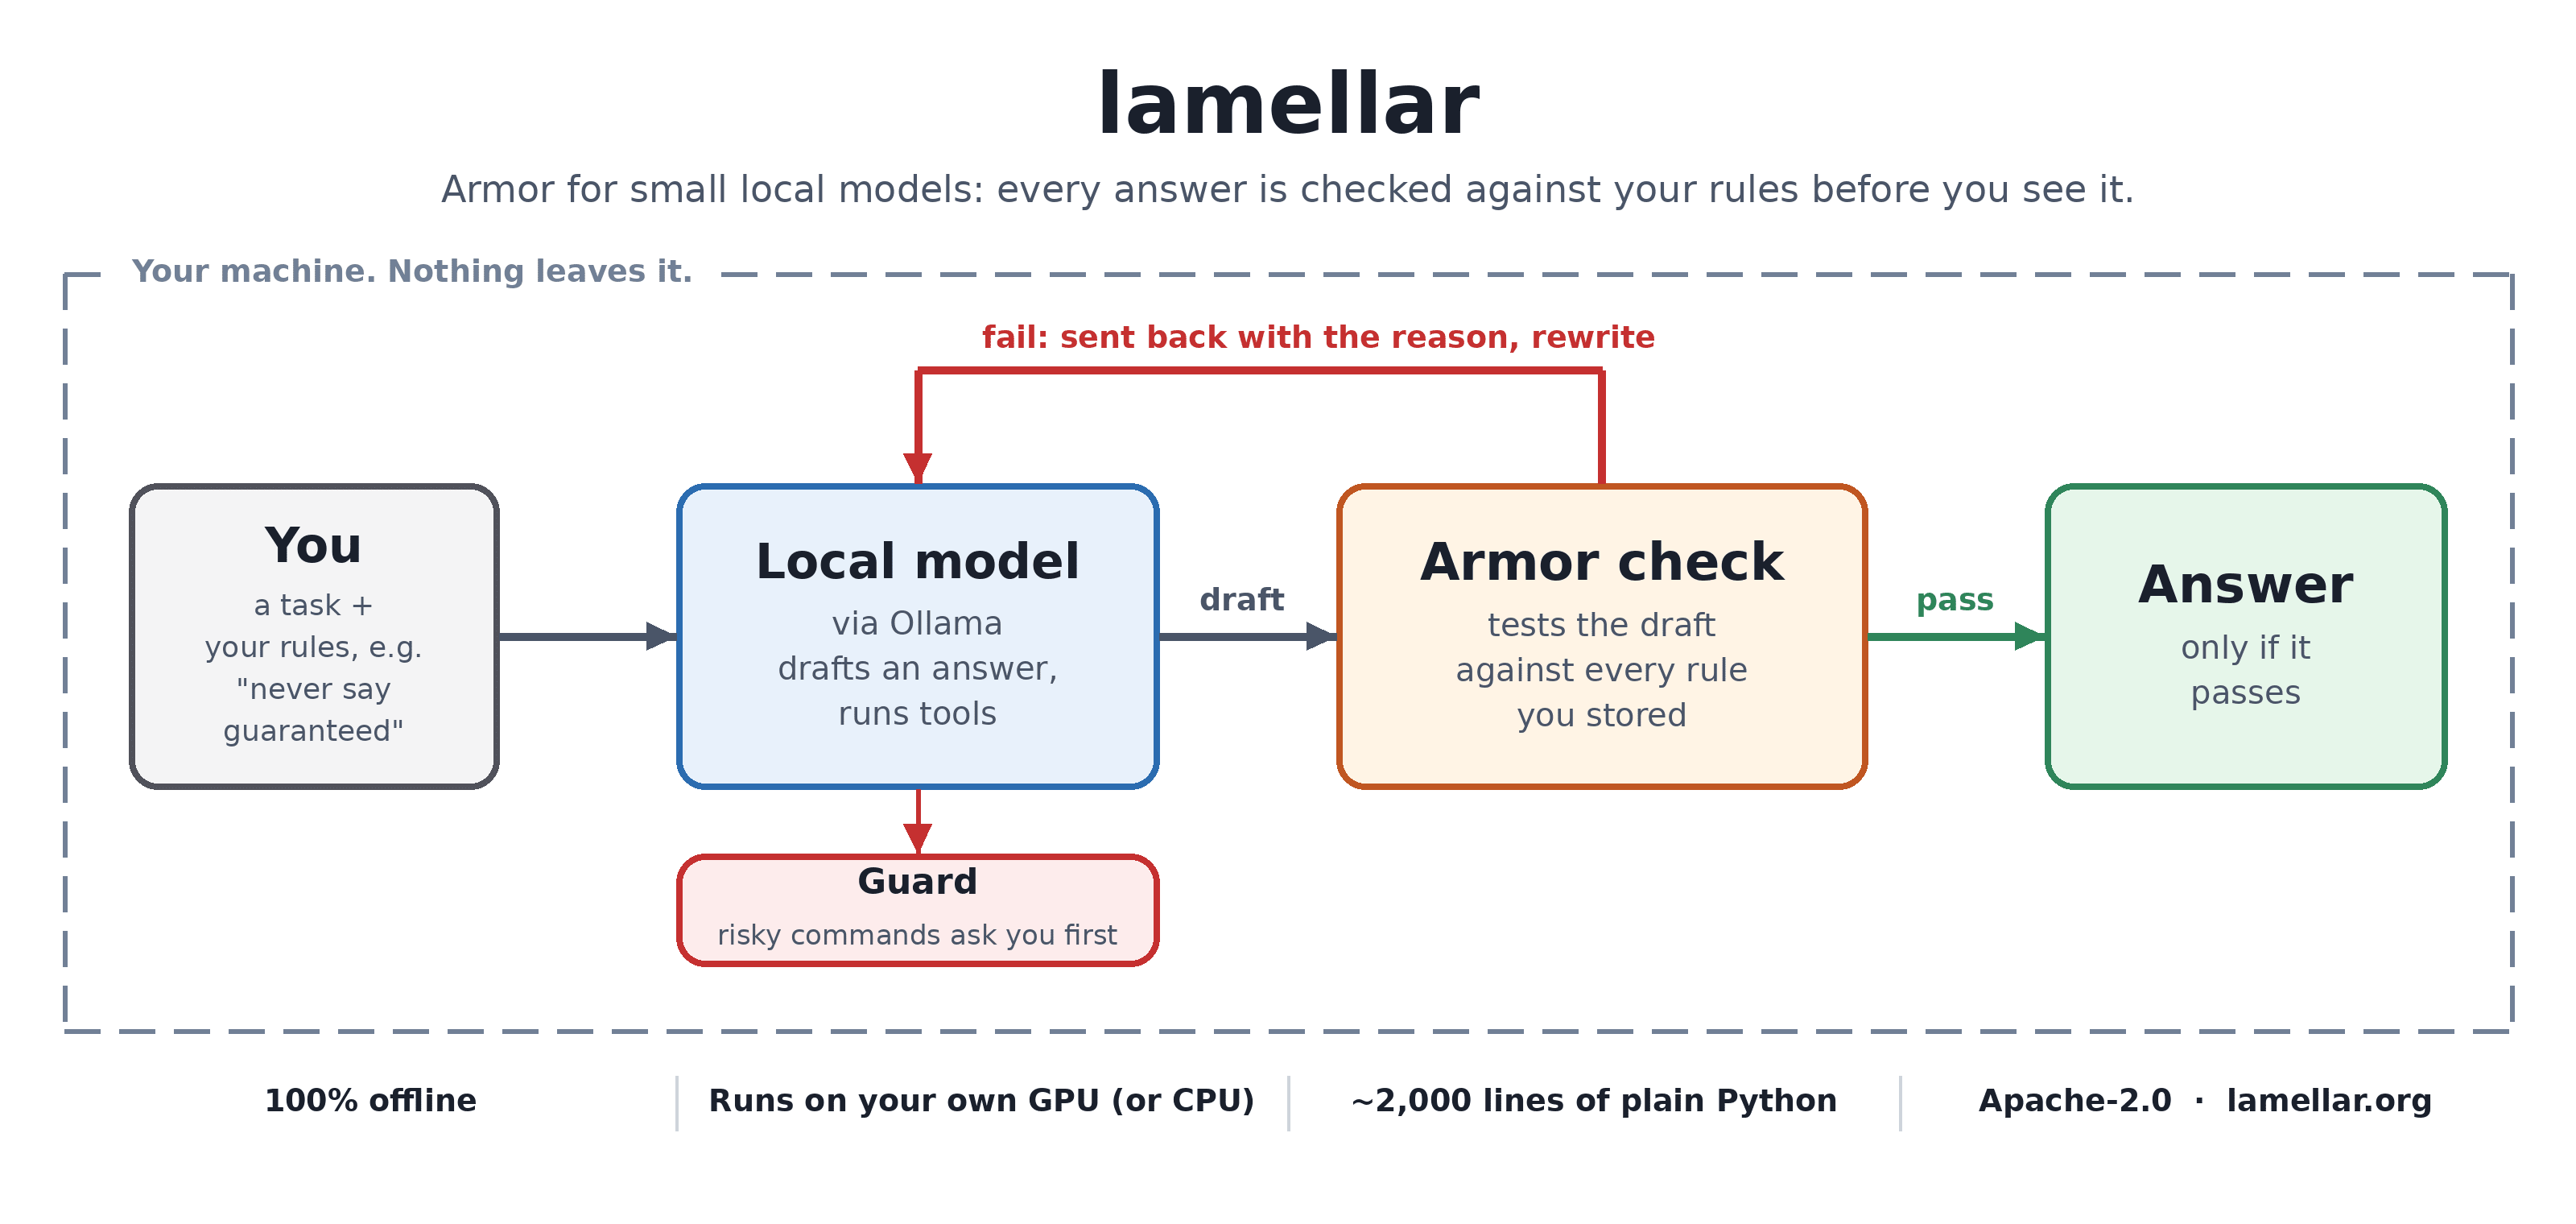 lamellar
Armor for small local models: every answer is checked against your rules before you see it.
Your machine. Nothing leaves it.
fail: sent back with the reason, rewrite
You
a task +
your rules, e.g.
"never say
guaranteed"
Local model
via Ollama
drafts an answer,
runs tools
draft
Armor check
tests the draft
against every rule
you stored
pass
Answer
only if it
passes
Guard
risky commands ask you first
100% offline
Runs on your own GPU (or CPU)
~2,000 lines of plain Python
Apache-2.0 · lamellar.org